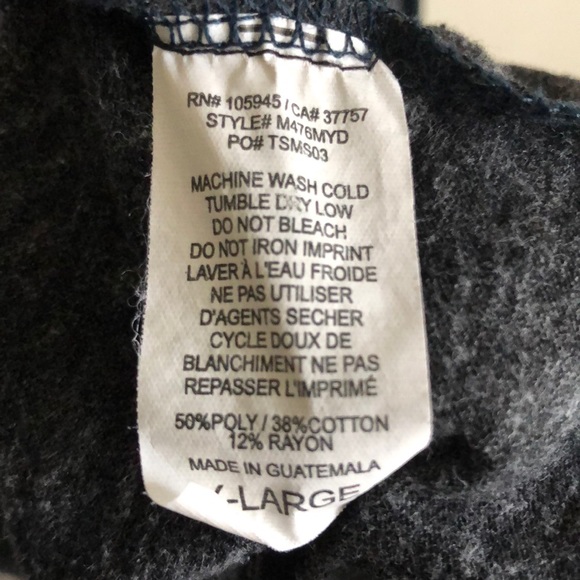 RN# 105945 / CA# 37757
STYLE# M476MYD
PO# TSMS03
MACHINE WASH COLD
TUMBLE DRY LOW
DO NOT BLEACH
DO NOT IRON IMPRINT
LAVER À L'EAU FROIDE
NE PAS UTILISER
D'AGENTS SECHER
CYCLE DOUX DE
BLANCHIMENT NE PAS
REPASSER L'IMPRIMÉ
50%POLY / 38%COTTON
12% RAYON
MADE IN GUATEMALA
-LARGE